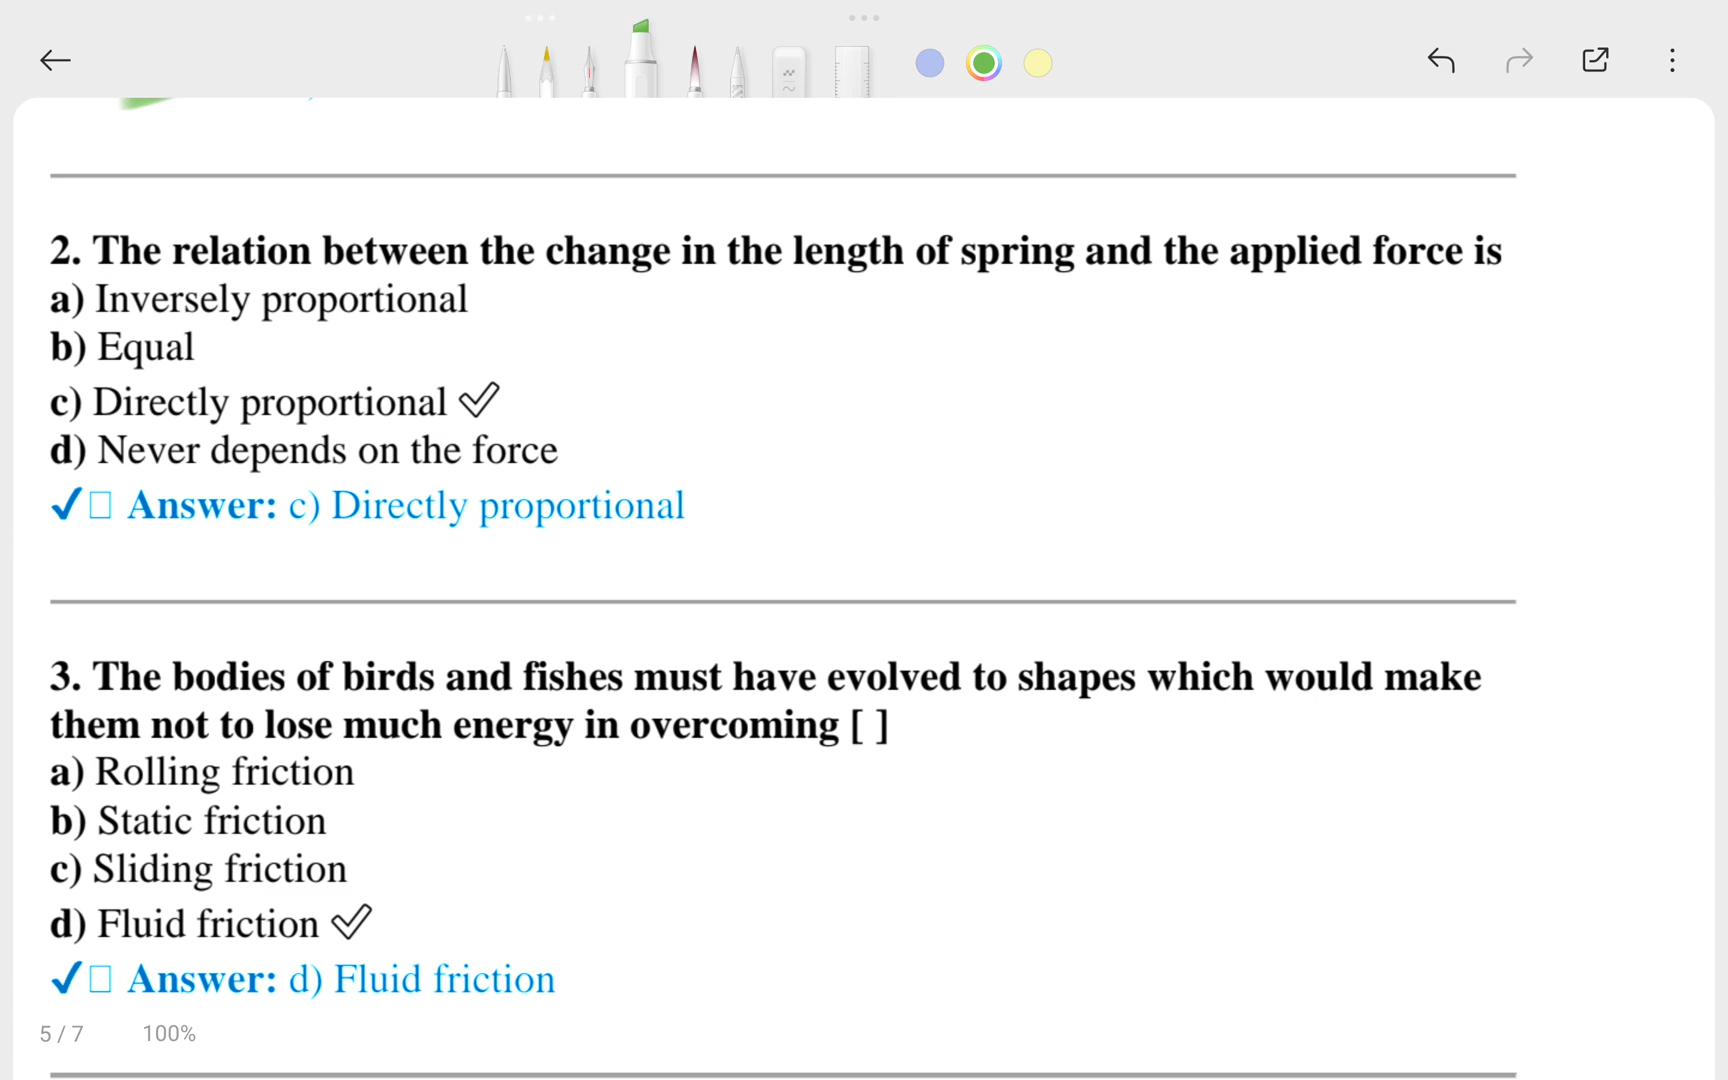 2. The relation between the change in the length of spring and the applied force is
a) Inversely proportional
b) Equal
c) Directly proportional ✓
d) Never depends on the force
✓□ Answer: c) Directly proportional
3. The bodies of birds and fishes must have evolved to shapes which would make
them not to lose much energy in overcoming [ ]
a) Rolling friction
b) Static friction
c) Sliding friction
d) Fluid friction ✓
✓□ Answer: d) Fluid friction
5 / 7 100%